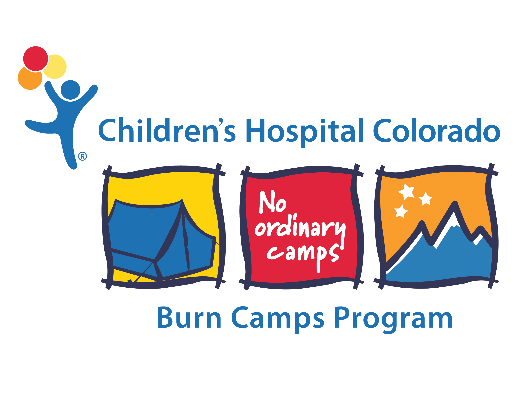 Children's Hospital Colorado
®
No
ordinary
camps
Burn Camps Program